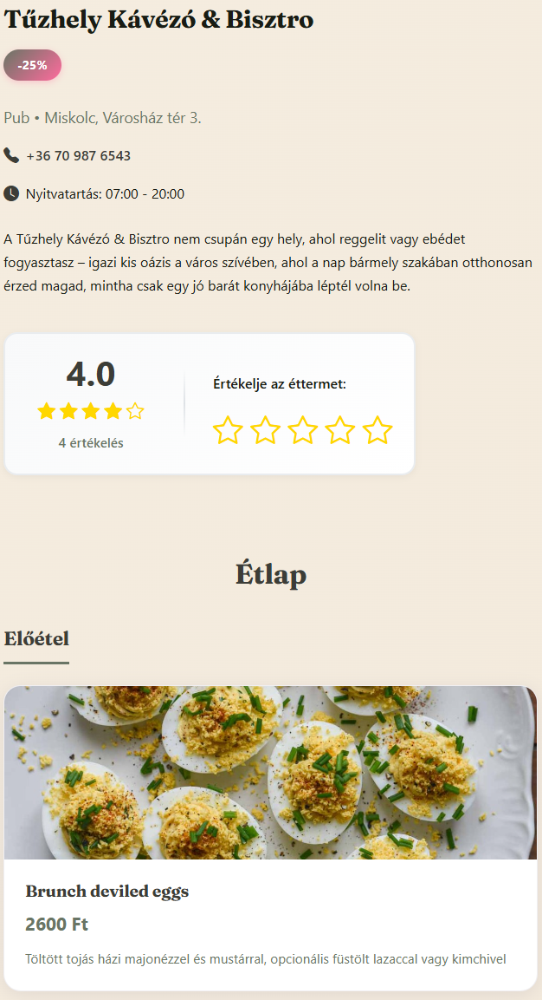 Tűzhely Kávézó & Bisztro
-25%
Pub • Miskolc, Városház tér 3.
+36 70 987 6543
Nyitvatartás: 07:00 - 20:00
A Tűzhely Kávézó & Bisztro nem csupán egy hely, ahol reggelit vagy ebédet
fogyasztasz – igazi kis oázis a város szívében, ahol a nap bármely szakában otthonosan
érzed magad, mintha csak egy jó barát konyhájába léptél volna be.
4.0
4 értékelés
Értékelje az éttermet:
Étlap
Előétel
Brunch deviled eggs
2600 Ft
Töltött tojás házi majonézzel és mustárral, opcionális füstölt lazaccal vagy kimchivel